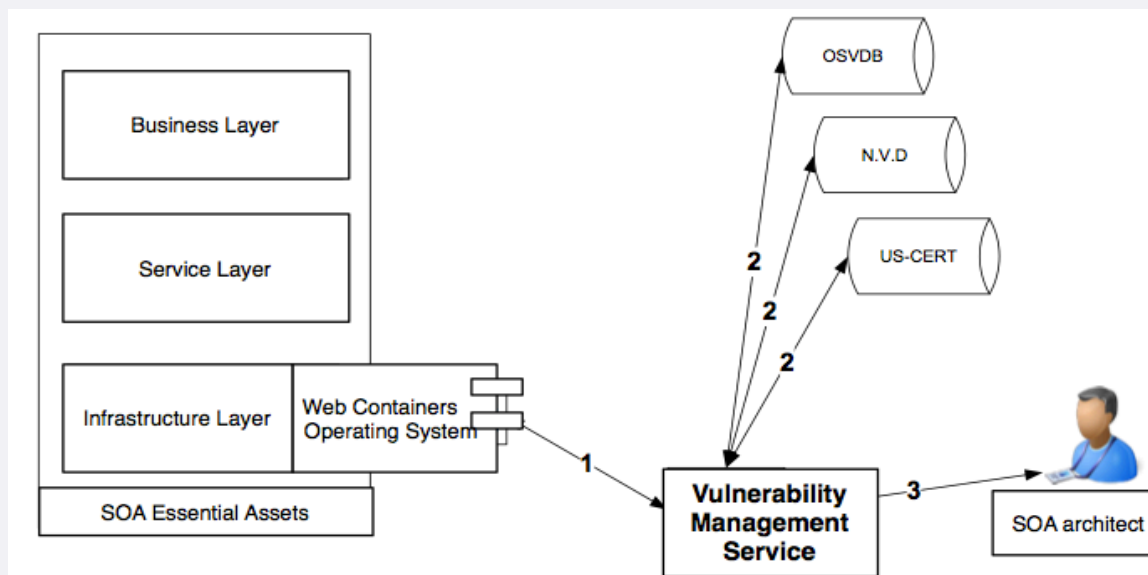 Business Layer
Service Layer
Infrastructure Layer
Web Containers
Operating System
SOA Essential Assets
1
OSVDB
N.V.D
US-CERT
2
2
2
Vulnerability
Management
Service
3
SOA architect